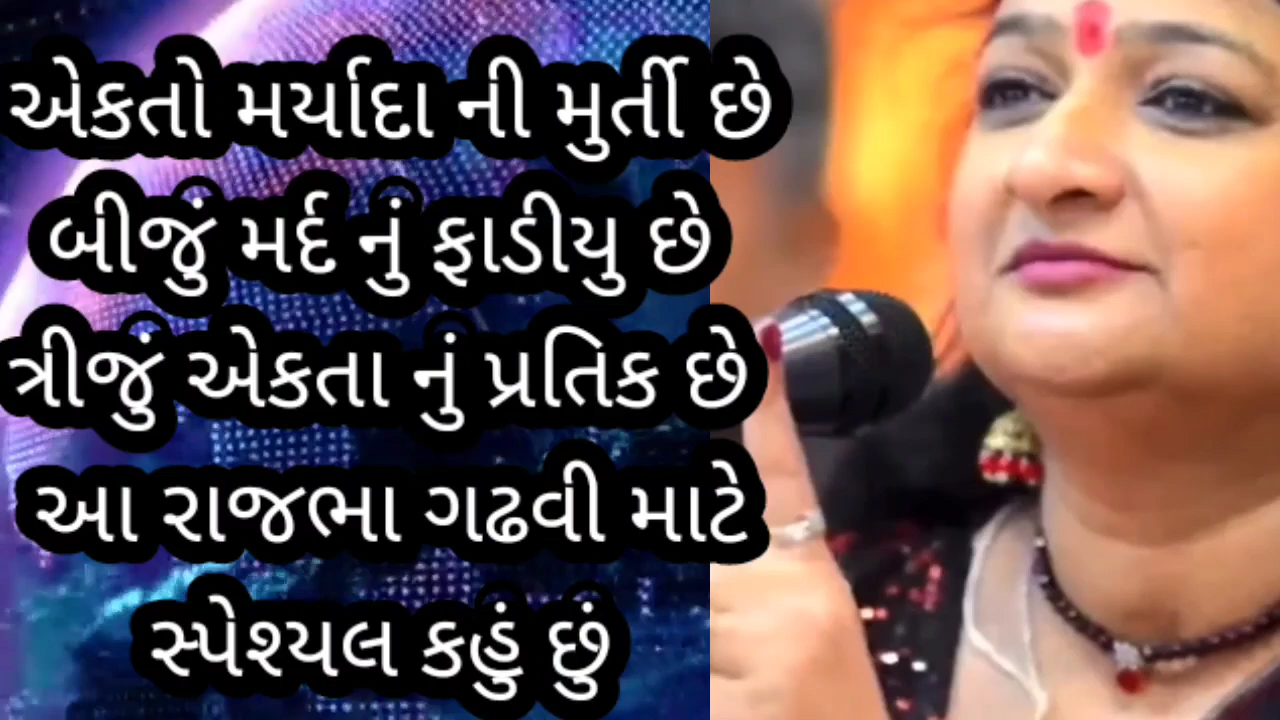 એકતો મર્યાદા ની મુર્તી છે
બીજું મર્દ નું ફાડીયુ છે
ત્રીજું એકતા નું પ્રતિક છે
આ રાજભા ગઢવી માટે
સ્પેશ્યલ કહું છું